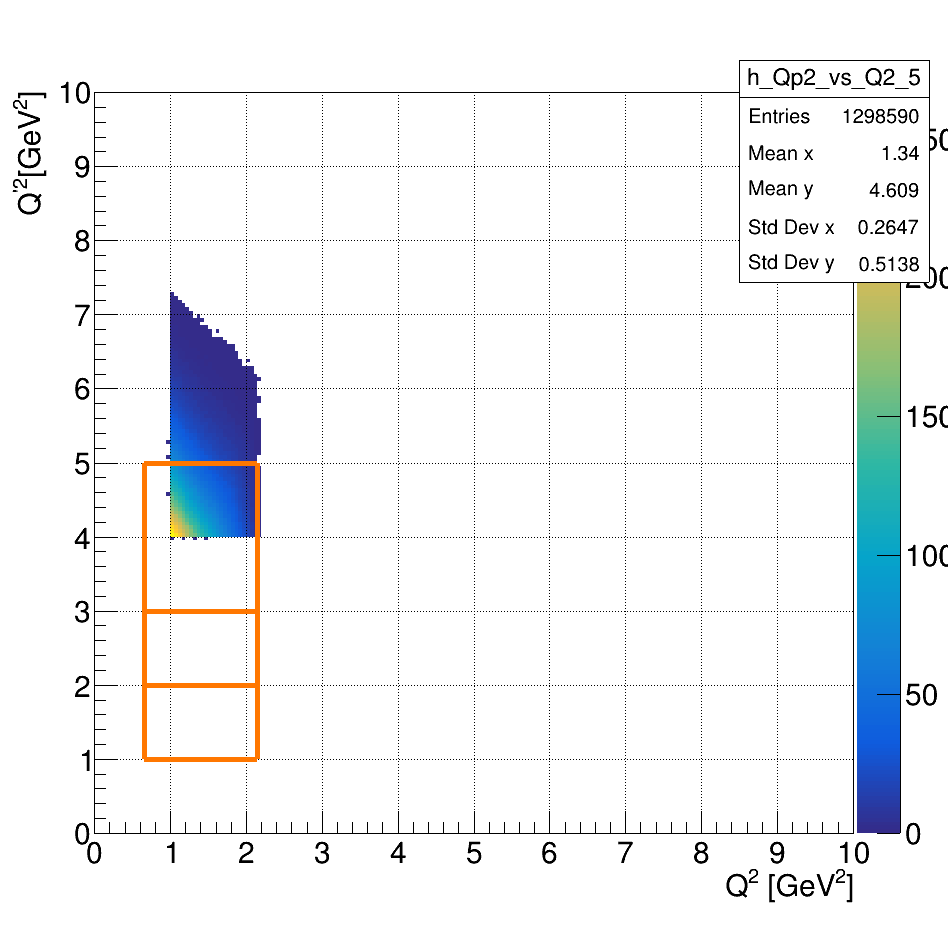 h_Qp2_vs_Q2_5
Entries 1298590
Mean x 1.34
Mean y 4.609
Std Dev x 0.2647
Std Dev y 0.5138
Q'2[GeV2]
10
9
8
7
6
5
4
3
2
1
0
0 1 2 3 4 5 6 7 8 9 10
Q2 [GeV2]
150
100
50
0